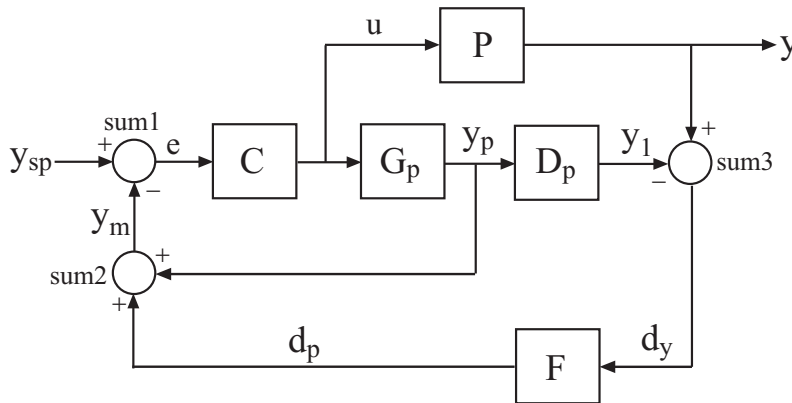 u
P
y
sum1
+
y_sp
e
C
G_p
y_p
D_p
y_1
+
−
sum3
−
y_m
sum2
+
+
d_p
F
d_y